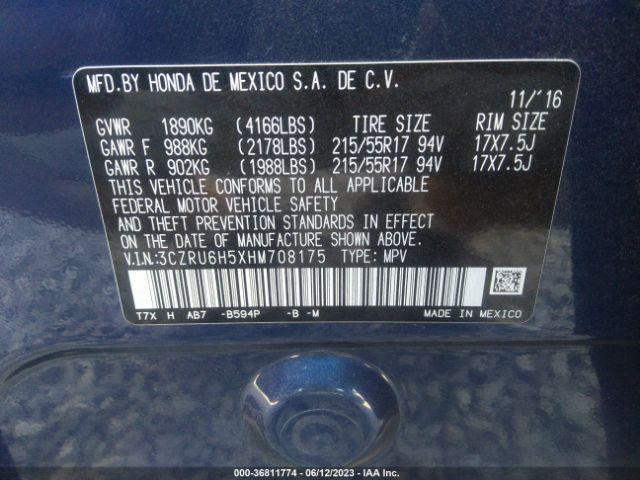 MFD.BY HONDA DE MEXICO S.A. DE C.V.
11/'16
GVWR 1890KG (4166LBS) TIRE SIZE RIM SIZE
GAWR F 988KG (2178LBS) 215/55R17 94V 17X7.5J
GAWR R 902KG (1988LBS) 215/55R17 94V 17X7.5J
THIS VEHICLE CONFORMS TO ALL APPLICABLE
FEDERAL MOTOR VEHICLE SAFETY
AND THEFT PREVENTION STANDARDS IN EFFECT
ON THE DATE OF MANUFACTURE SHOWN ABOVE.
V.I.N:3CZRU6H5XHM708175 TYPE: MPV
T7X H AB7 -B594P -B -M MADE IN MEXICO
000-36811774 - 06/12/2023 - IAA Inc.